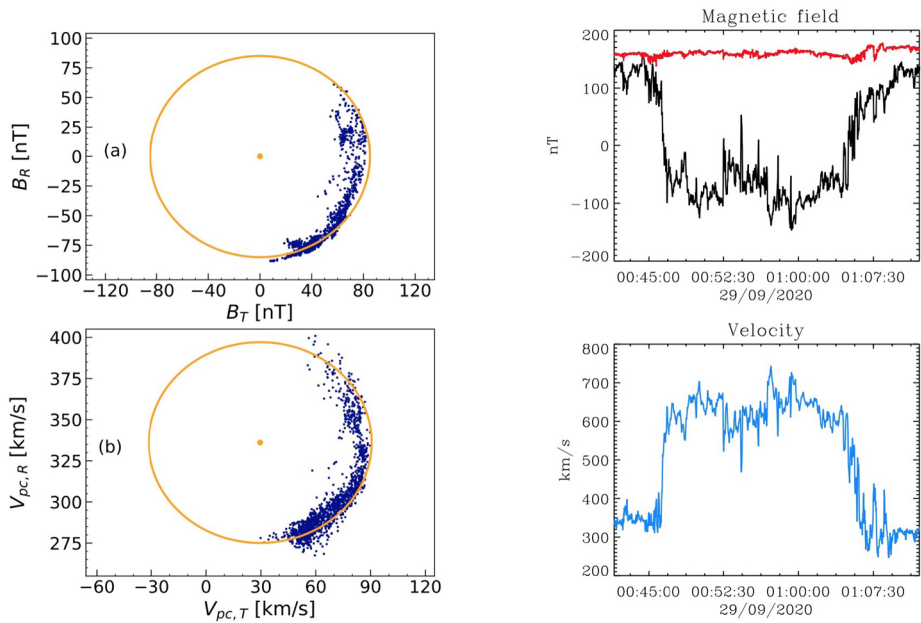 100
75
50
25
0
−25
−50
−75
−100
B_R [nT]
(a)
−120 −80 −40 0 40 80 120
B_T [nT]
400
375
350
325
300
275
V_{pc, R} [km/s]
(b)
−60 −30 0 30 60 90 120
V_{pc, T} [km/s]
Magnetic field
200
100
0
−100
−200
nT
00:45:00 00:52:30 01:00:00 01:07:30
29/09/2020
Velocity
800
700
600
500
400
300
200
km/s
00:45:00 00:52:30 01:00:00 01:07:30
29/09/2020